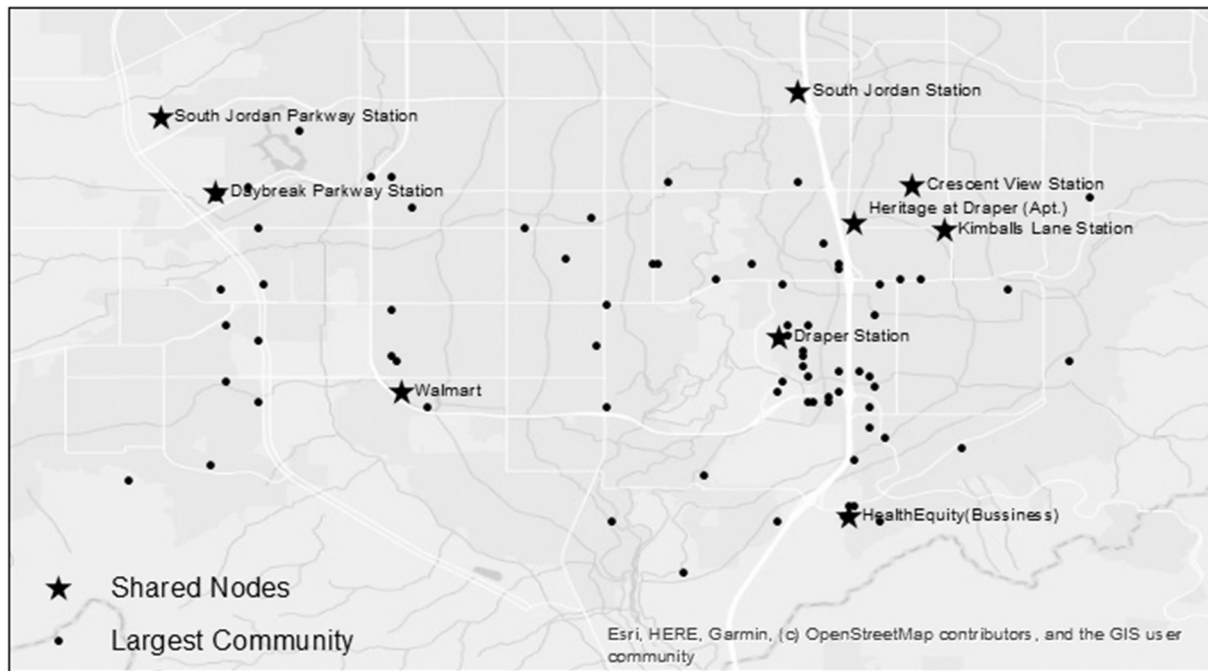 South Jordan Station
South Jordan Parkway Station
Crescent View Station
Daybreak Parkway Station
Heritage at Draper (Apt.)
Kimballs Lane Station
Draper Station
Walmart
HealthEquity(Bussiness)
Shared Nodes
Largest Community
Esri, HERE, Garmin, (c) OpenStreetMap contributors, and the GIS user
community